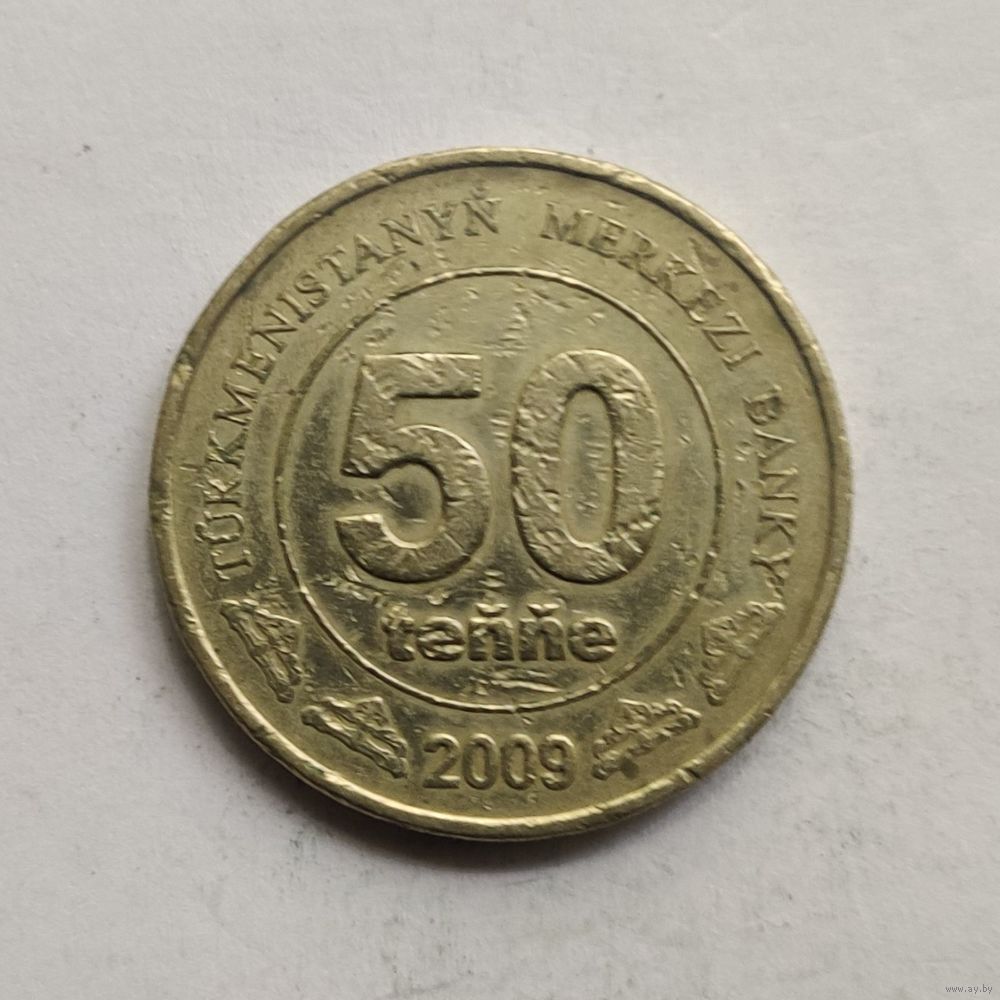 TÜRKMENISTANYŇ MERKEZI BANKY
50
teňňe
2009
www.ay.by